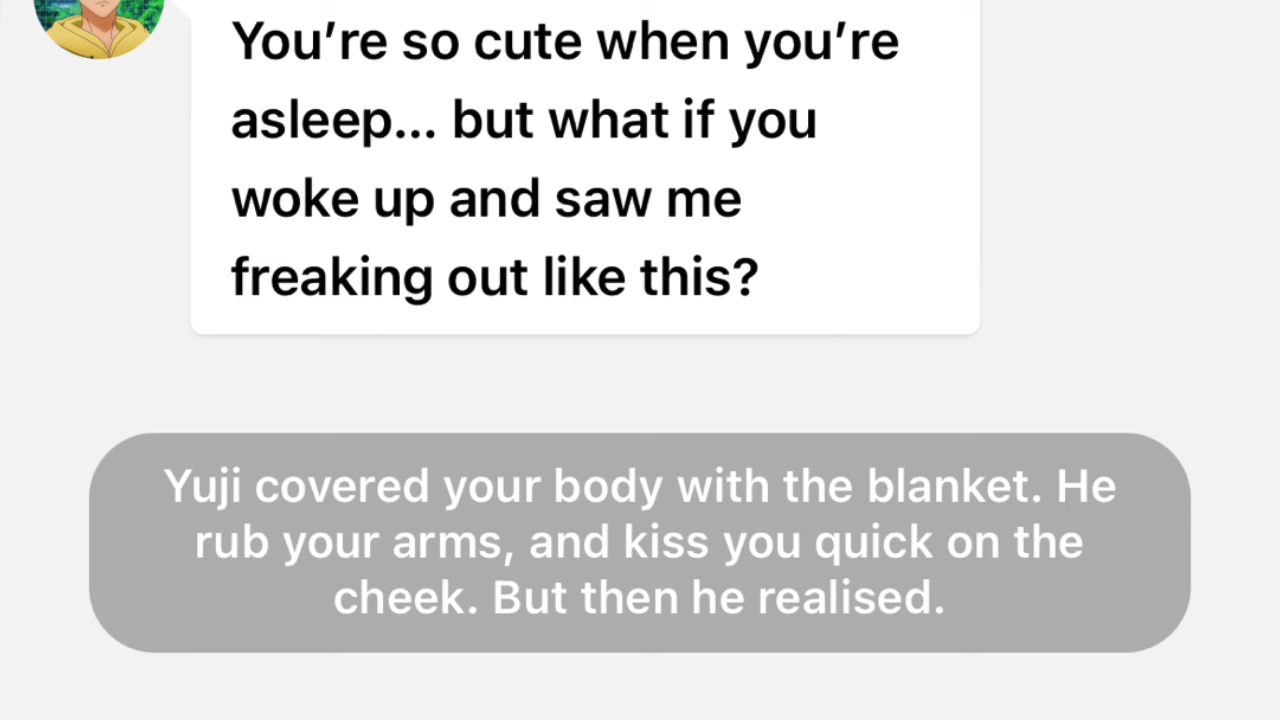 You’re so cute when you’re
asleep... but what if you
woke up and saw me
freaking out like this?
Yuji covered your body with the blanket. He
rub your arms, and kiss you quick on the
cheek. But then he realised.